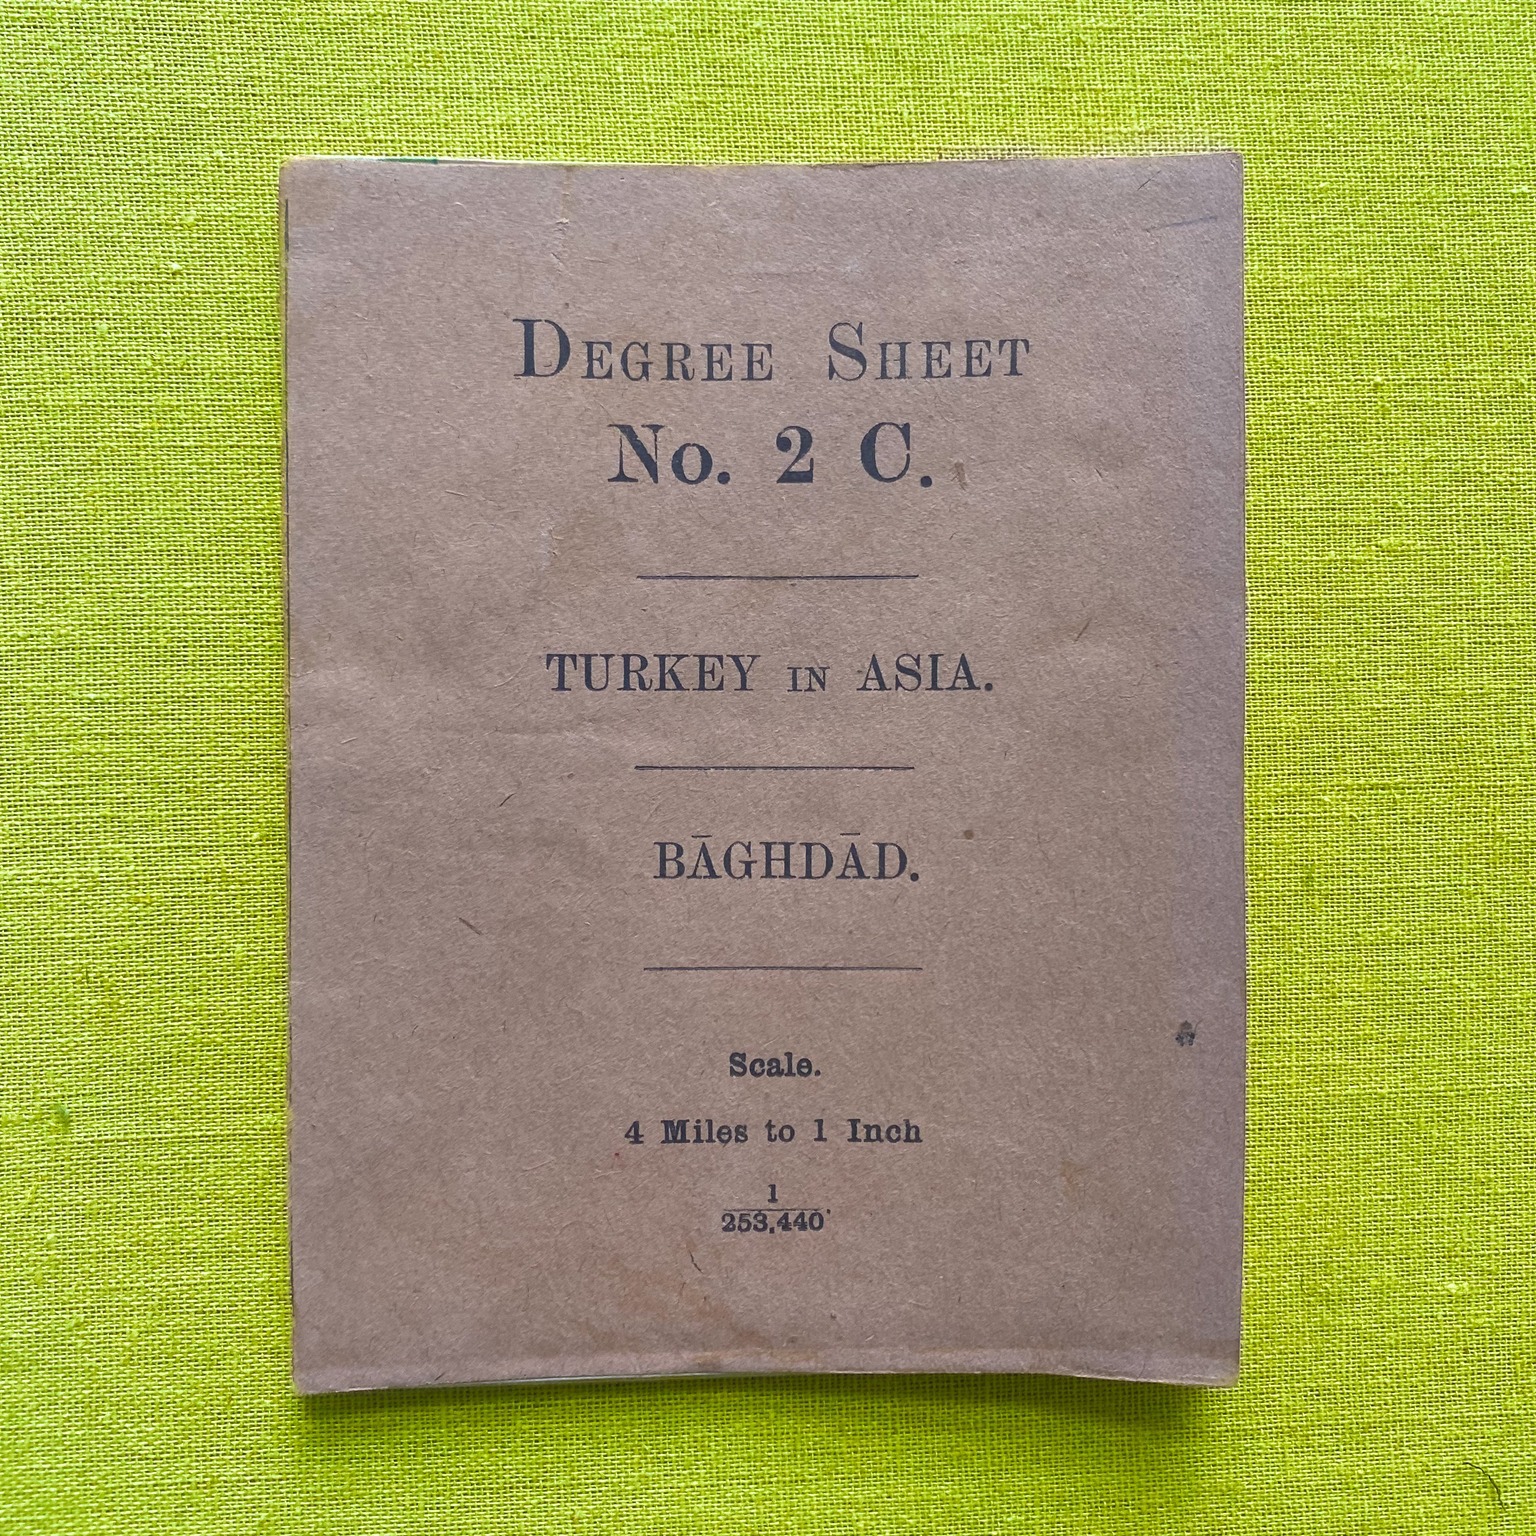 DEGREE SHEET
No. 2 C.
TURKEY IN ASIA.
BĀGHDĀD.
Scale.
4 Miles to 1 Inch
1
253,440